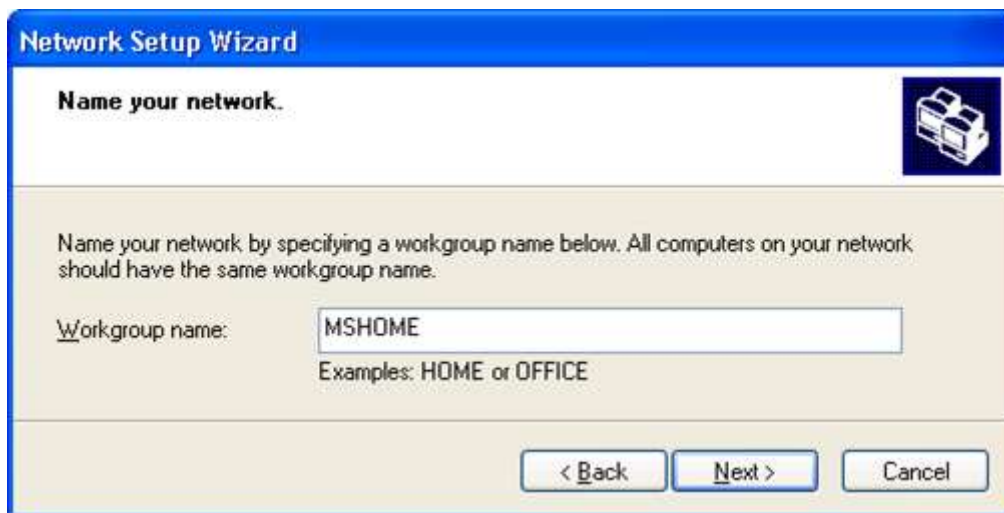 Network Setup Wizard
Name your network.
Name your network by specifying a workgroup name below. All computers on your network
should have the same workgroup name.
Workgroup name: MSHOME
Examples: HOME or OFFICE
< Back Next > Cancel